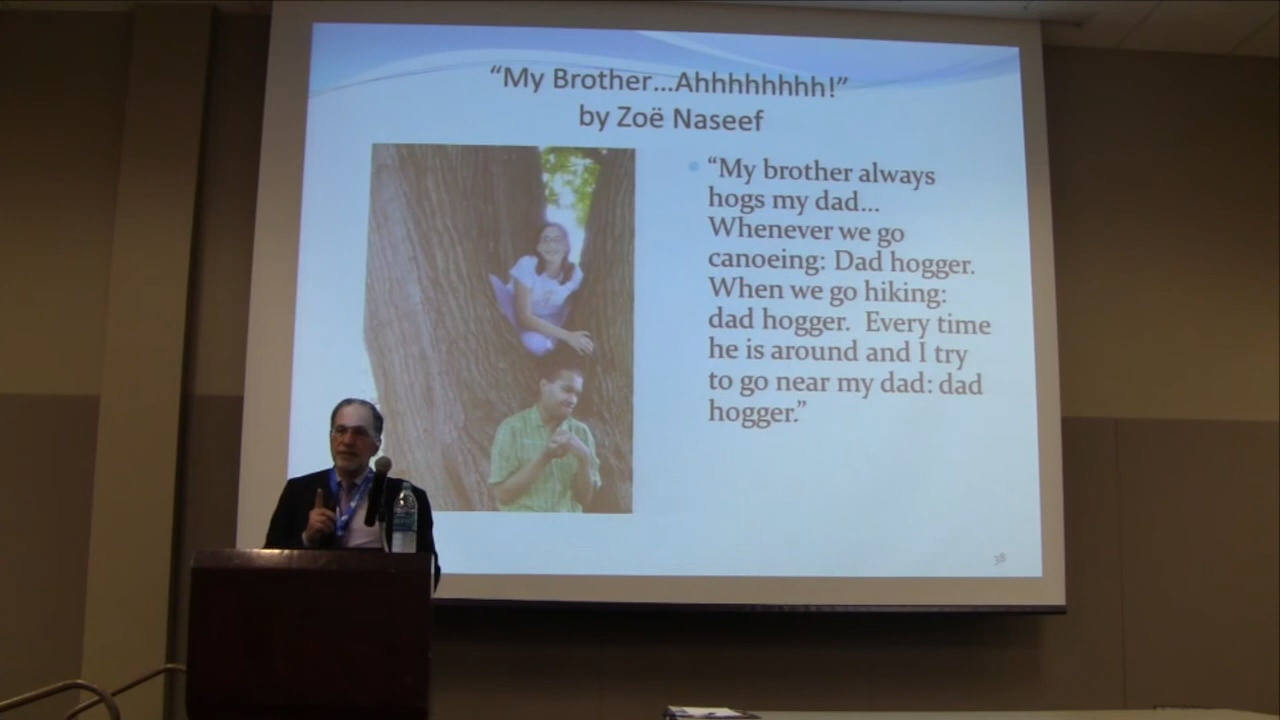 “My Brother...Ahhhhhhhh!”
by Zoë Naseef
“My brother always
hogs my dad...
Whenever we go
canoeing: Dad hogger.
When we go hiking:
dad hogger.  Every time
he is around and I try
to go near my dad: dad
hogger.”
38